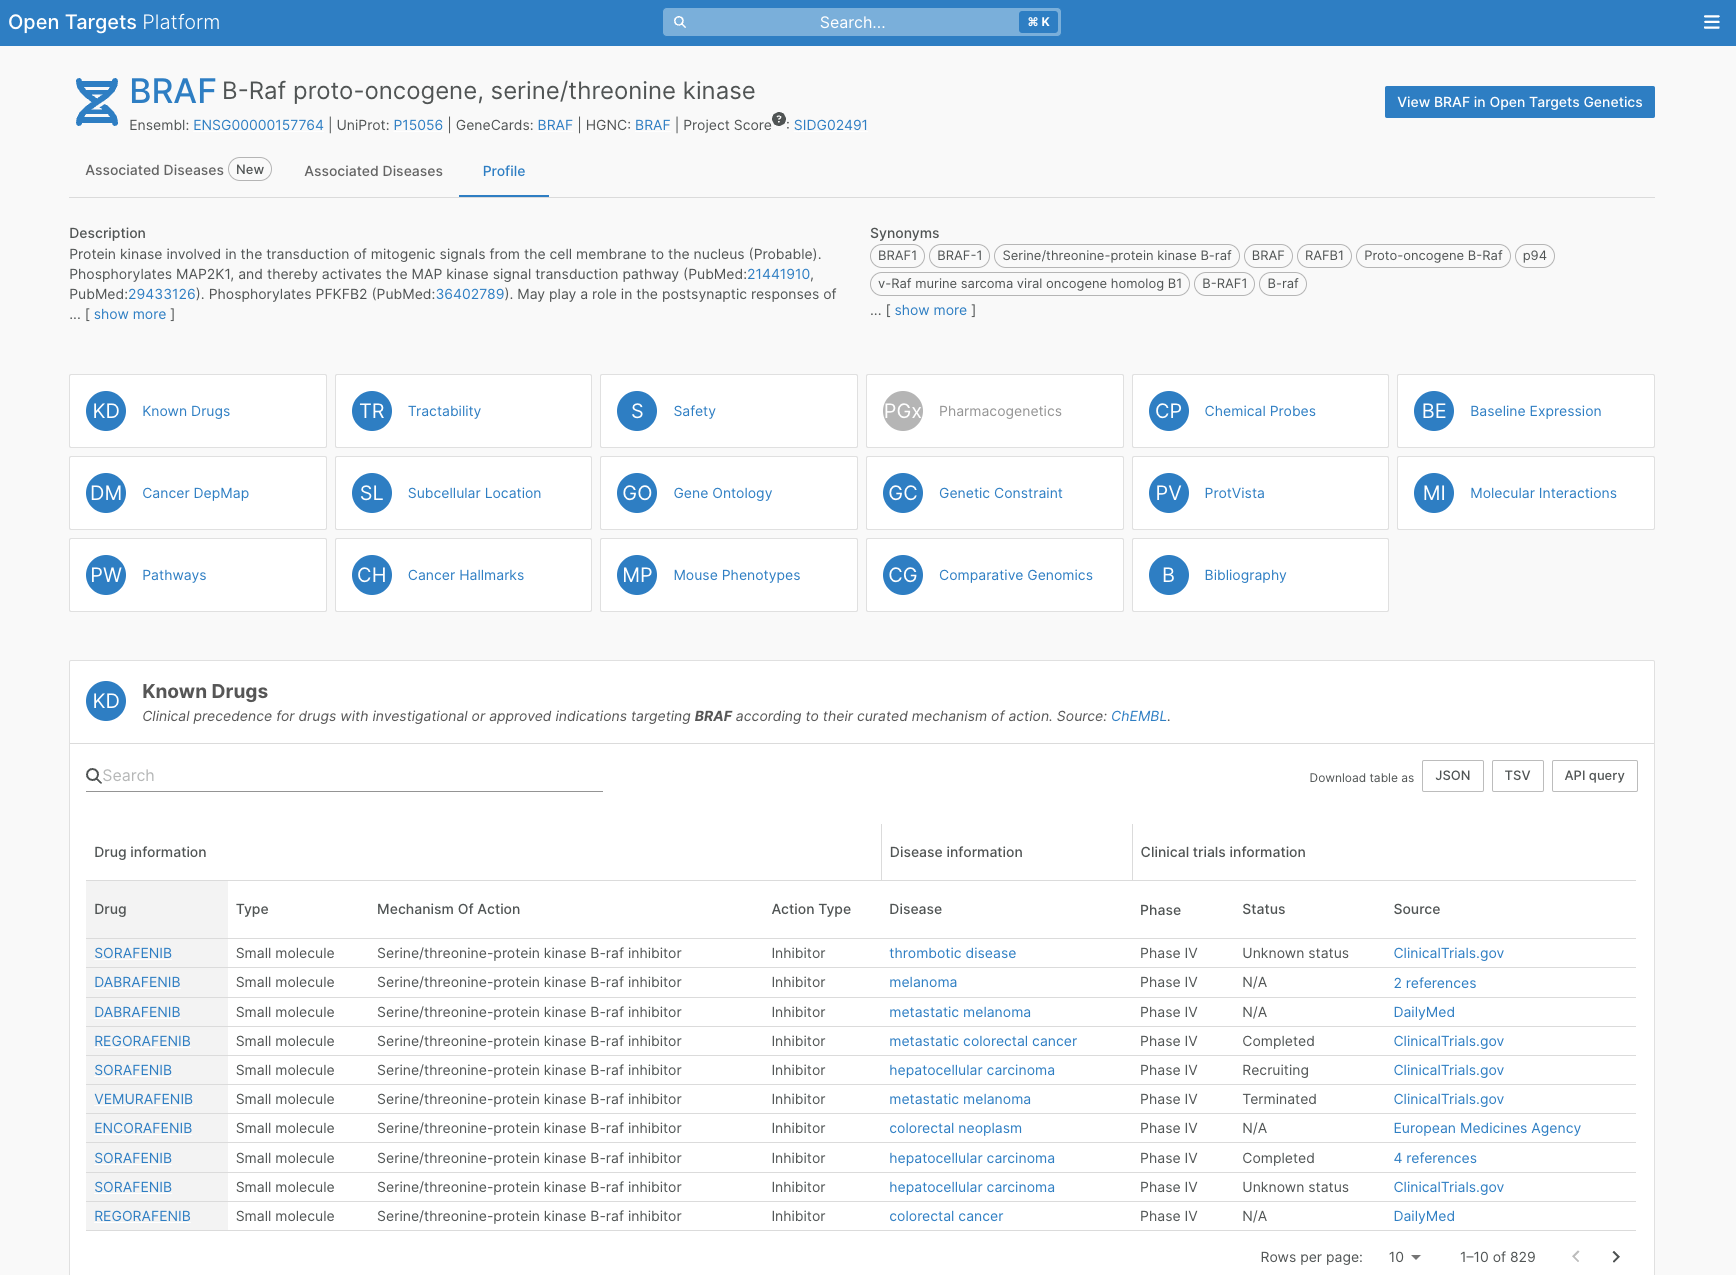 Open Targets Platform
Search...
⌘ K
BRAF B-Raf proto-oncogene, serine/threonine kinase
Ensembl: ENSG00000157764 | UniProt: P15056 | GeneCards: BRAF | HGNC: BRAF | Project Score?: SIDG02491
View BRAF in Open Targets Genetics
Associated Diseases New Associated Diseases Profile
Description
Protein kinase involved in the transduction of mitogenic signals from the cell membrane to the nucleus (Probable).
Phosphorylates MAP2K1, and thereby activates the MAP kinase signal transduction pathway (PubMed:21441910,
PubMed:29433126). Phosphorylates PFKFB2 (PubMed:36402789). May play a role in the postsynaptic responses of
... [ show more ]
Synonyms
BRAF1 BRAF-1 Serine/threonine-protein kinase B-raf BRAF RAFB1 Proto-oncogene B-Raf p94
v-Raf murine sarcoma viral oncogene homolog B1 B-RAF1 B-raf
... [ show more ]
KD Known Drugs TR Tractability S Safety PGx Pharmacogenetics CP Chemical Probes BE Baseline Expression
DM Cancer DepMap SL Subcellular Location GO Gene Ontology GC Genetic Constraint PV ProtVista MI Molecular Interactions
PW Pathways CH Cancer Hallmarks MP Mouse Phenotypes CG Comparative Genomics B Bibliography
KD
Known Drugs
Clinical precedence for drugs with investigational or approved indications targeting BRAF according to their curated mechanism of action. Source: ChEMBL.
Search
Download table as JSON TSV API query
Drug information Disease information Clinical trials information
Drug Type Mechanism Of Action Action Type Disease Phase Status Source
SORAFENIB Small molecule Serine/threonine-protein kinase B-raf inhibitor Inhibitor thrombotic disease Phase IV Unknown status ClinicalTrials.gov
DABRAFENIB Small molecule Serine/threonine-protein kinase B-raf inhibitor Inhibitor melanoma Phase IV N/A 2 references
DABRAFENIB Small molecule Serine/threonine-protein kinase B-raf inhibitor Inhibitor metastatic melanoma Phase IV N/A DailyMed
REGORAFENIB Small molecule Serine/threonine-protein kinase B-raf inhibitor Inhibitor metastatic colorectal cancer Phase IV Completed ClinicalTrials.gov
SORAFENIB Small molecule Serine/threonine-protein kinase B-raf inhibitor Inhibitor hepatocellular carcinoma Phase IV Recruiting ClinicalTrials.gov
VEMURAFENIB Small molecule Serine/threonine-protein kinase B-raf inhibitor Inhibitor metastatic melanoma Phase IV Terminated ClinicalTrials.gov
ENCORAFENIB Small molecule Serine/threonine-protein kinase B-raf inhibitor Inhibitor colorectal neoplasm Phase IV N/A European Medicines Agency
SORAFENIB Small molecule Serine/threonine-protein kinase B-raf inhibitor Inhibitor hepatocellular carcinoma Phase IV Completed 4 references
SORAFENIB Small molecule Serine/threonine-protein kinase B-raf inhibitor Inhibitor hepatocellular carcinoma Phase IV Unknown status ClinicalTrials.gov
REGORAFENIB Small molecule Serine/threonine-protein kinase B-raf inhibitor Inhibitor colorectal cancer Phase IV N/A DailyMed
Rows per page: 10 1–10 of 829